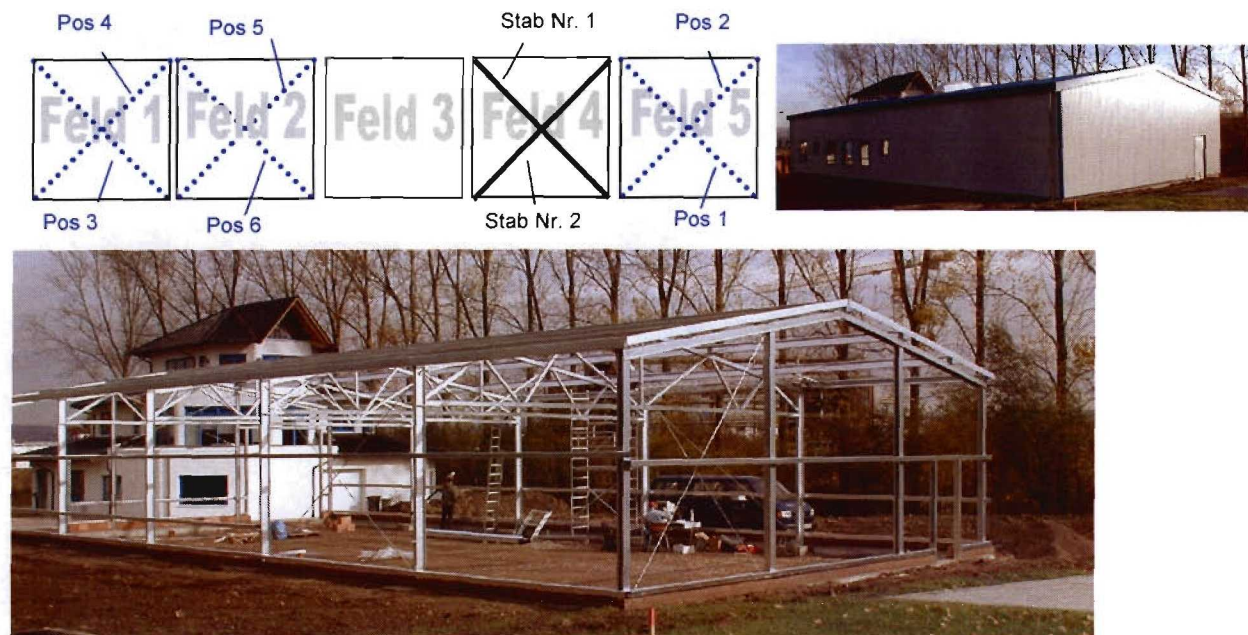 Pos 4
Pos 5
Stab Nr. 1
Pos 2
Feld 1
Feld 2
Feld 3
Feld 4
Feld 5
Pos 3
Pos 6
Stab Nr. 2
Pos 1